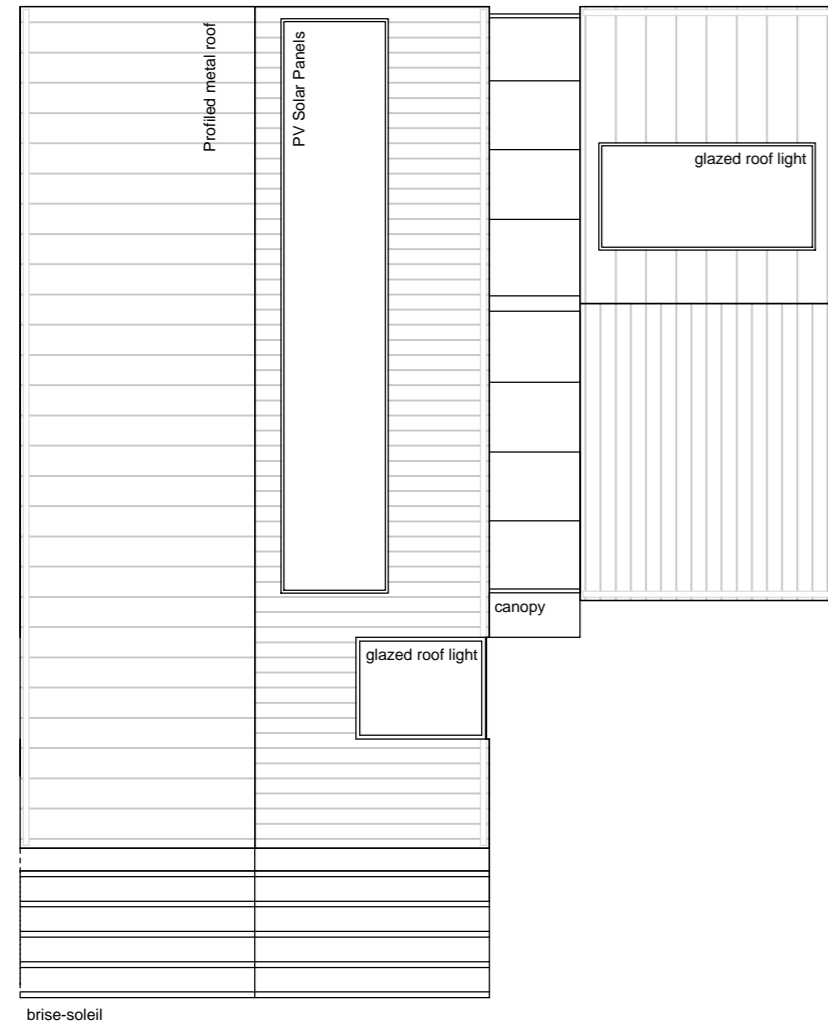 Profiled metal roof
PV Solar Panels
glazed roof light
canopy
glazed roof light
brise-soleil